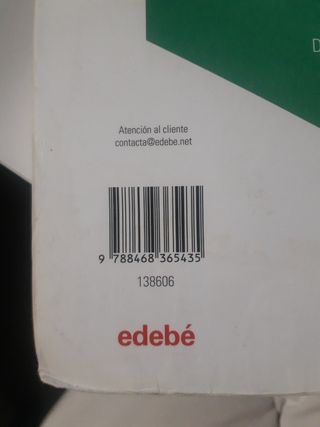 D
Atención al cliente
contacta@edebe.net
9 788468 365435
138606
edebé